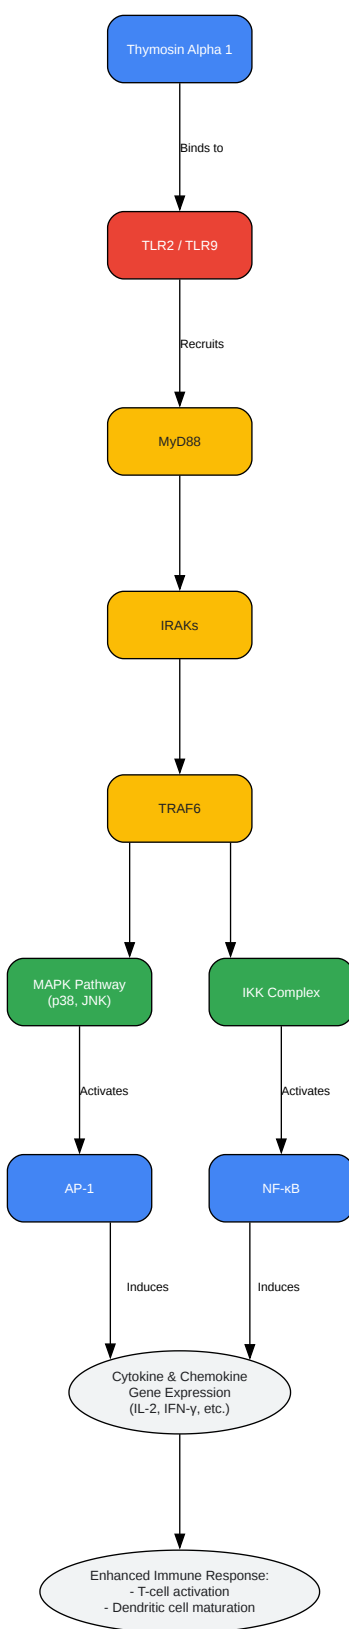 Thymosin Alpha 1
Binds to
TLR2 / TLR9
Recruits
MyD88
IRAKs
TRAF6
MAPK Pathway
(p38, JNK)
IKK Complex
Activates
Activates
AP-1
NF-κB
Induces
Induces
Cytokine & Chemokine
Gene Expression
(IL-2, IFN-γ, etc.)
Enhanced Immune Response:
- T-cell activation
- Dendritic cell maturation